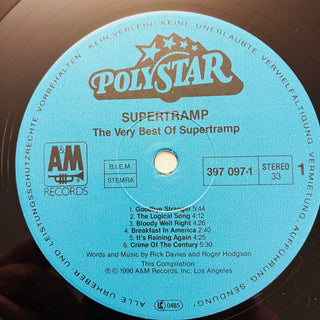 POLYSTAR
SUPERTRAMP
The Very Best Of Supertramp
A&M
RECORDS
B.I.E.M.
STEMRA
397 097-1
STEREO
33
1
1. Goodbye Stranger 5:44
2. The Logical Song 4:12
3. Bloody Well Right 4:30
4. Breakfast In America 2:40
5. It's Raining Again 4:22
6. Crime Of The Century 5:30
Words and Music by Rick Davies and Roger Hodgson
This Compilation
℗ © 1990 A&M Records, Inc. Los Angeles
LC 0485
ALLE URHEBER- UND LEISTUNGSSCHUTZRECHTE VORBEHALTEN. KEIN VERLEIH! KEINE UNERLAUBTE VERVIELFÄLTIGUNG, VERMIETUNG, AUFFÜHRUNG, SENDUNG!